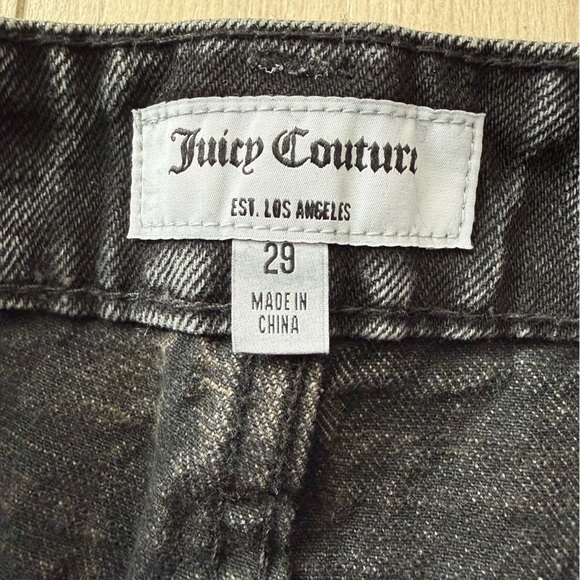 Juicy Couture
EST. LOS ANGELES
29
MADE IN
CHINA